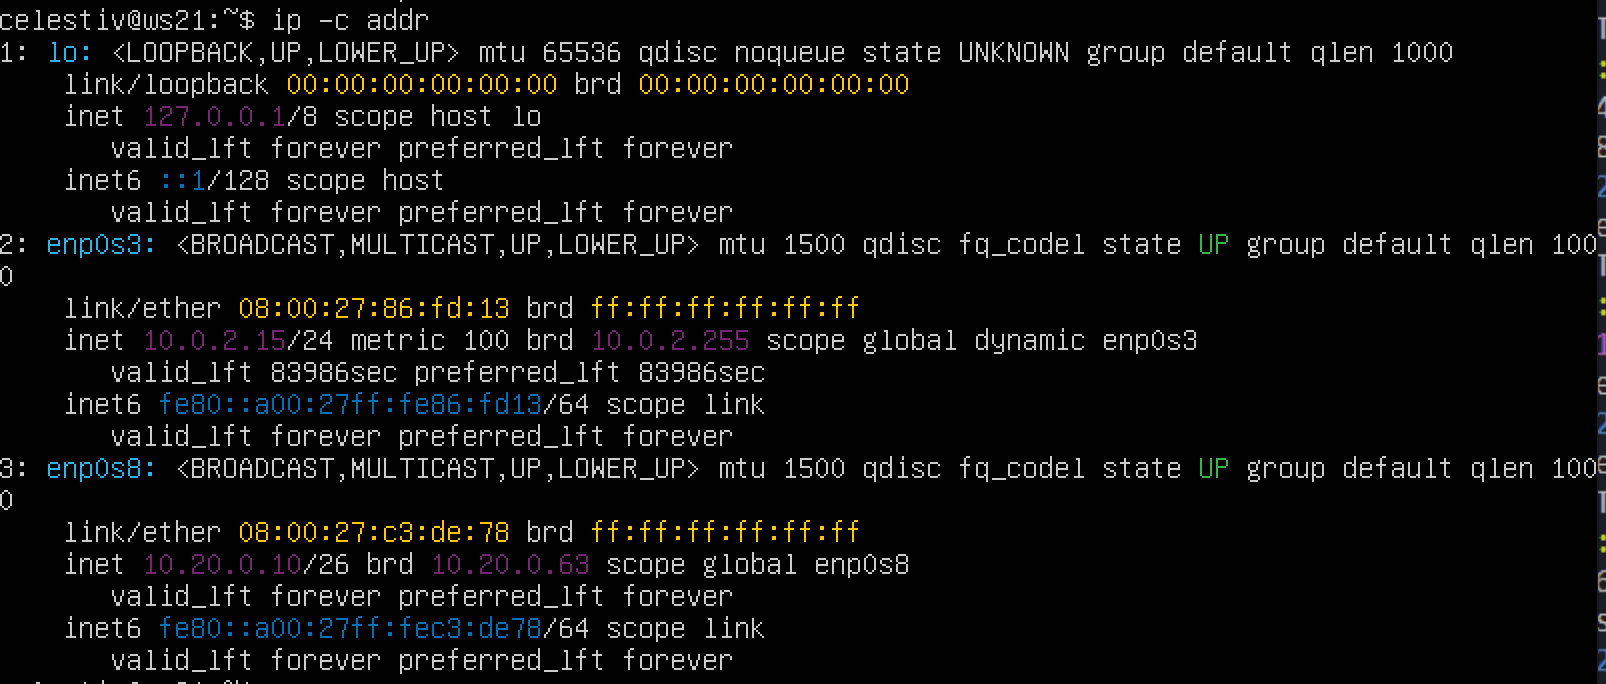 celestiv@ws21:~$ ip -c addr
1: lo: <LOOPBACK,UP,LOWER_UP> mtu 65536 qdisc noqueue state UNKNOWN group default qlen 1000
    link/loopback 00:00:00:00:00:00 brd 00:00:00:00:00:00
    inet 127.0.0.1/8 scope host lo
       valid_lft forever preferred_lft forever
    inet6 ::1/128 scope host
       valid_lft forever preferred_lft forever
2: enp0s3: <BROADCAST,MULTICAST,UP,LOWER_UP> mtu 1500 qdisc fq_codel state UP group default qlen 100
0
    link/ether 08:00:27:86:fd:13 brd ff:ff:ff:ff:ff:ff
    inet 10.0.2.15/24 metric 100 brd 10.0.2.255 scope global dynamic enp0s3
       valid_lft 83986sec preferred_lft 83986sec
    inet6 fe80::a00:27ff:fe86:fd13/64 scope link
       valid_lft forever preferred_lft forever
3: enp0s8: <BROADCAST,MULTICAST,UP,LOWER_UP> mtu 1500 qdisc fq_codel state UP group default qlen 100
0
    link/ether 08:00:27:c3:de:78 brd ff:ff:ff:ff:ff:ff
    inet 10.20.0.10/26 brd 10.20.0.63 scope global enp0s8
       valid_lft forever preferred_lft forever
    inet6 fe80::a00:27ff:fec3:de78/64 scope link
       valid_lft forever preferred_lft forever